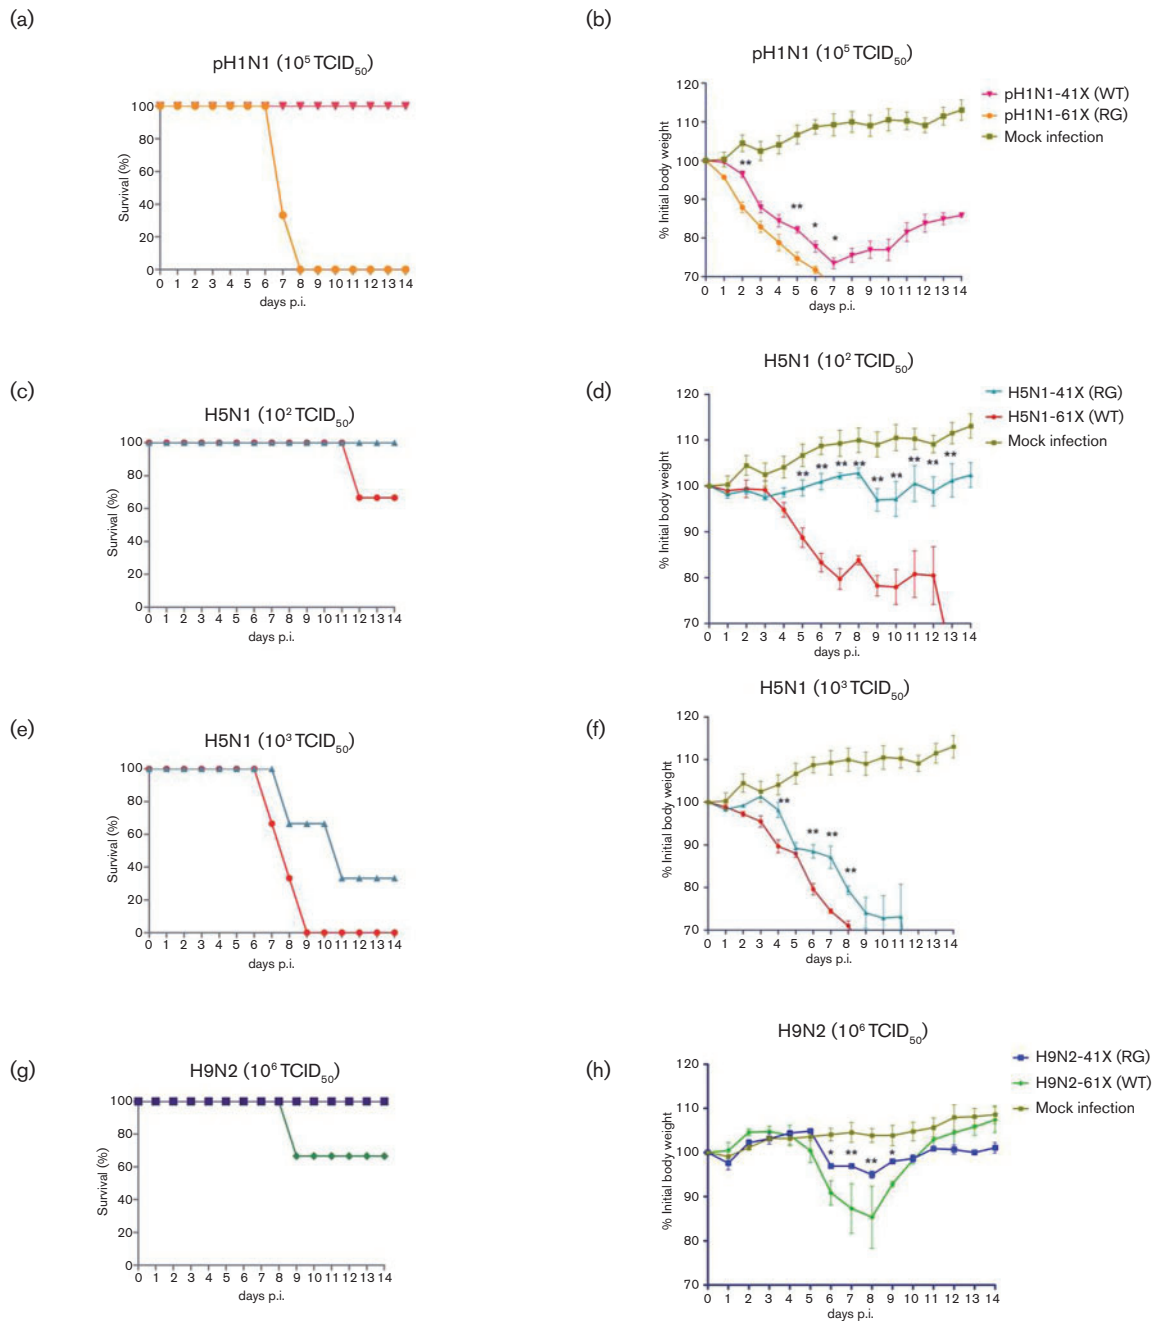 (a)
pH1N1 (10⁵ TCID₅₀)
100
80
60
40
20
0
Survival (%)
0 1 2 3 4 5 6 7 8 9 10 11 12 13 14
days p.i.
(b)
pH1N1 (10⁵ TCID₅₀)
120
110
100
90
80
70
% Initial body weight
** ** * *
0 1 2 3 4 5 6 7 8 9 10 11 12 13 14
days p.i.
pH1N1-41X (WT)
pH1N1-61X (RG)
Mock infection
(c)
H5N1 (10² TCID₅₀)
100
80
60
40
20
0
Survival (%)
0 1 2 3 4 5 6 7 8 9 10 11 12 13 14
days p.i.
(d)
H5N1 (10² TCID₅₀)
120
110
100
90
80
70
% Initial body weight
** ** ** ** ** ** ** ** **
0 1 2 3 4 5 6 7 8 9 10 11 12 13 14
days p.i.
H5N1-41X (RG)
H5N1-61X (WT)
Mock infection
(e)
H5N1 (10³ TCID₅₀)
100
80
60
40
20
0
Survival (%)
0 1 2 3 4 5 6 7 8 9 10 11 12 13 14
days p.i.
(f)
H5N1 (10³ TCID₅₀)
120
110
100
90
80
70
% Initial body weight
** ** ** **
0 1 2 3 4 5 6 7 8 9 10 11 12 13 14
days p.i.
(g)
H9N2 (10⁶ TCID₅₀)
100
80
60
40
20
0
Survival (%)
0 1 2 3 4 5 6 7 8 9 10 11 12 13 14
days p.i.
(h)
H9N2 (10⁶ TCID₅₀)
120
110
100
90
80
70
% Initial body weight
* ** ** *
0 1 2 3 4 5 6 7 8 9 10 11 12 13 14
days p.i.
H9N2-41X (RG)
H9N2-61X (WT)
Mock infection